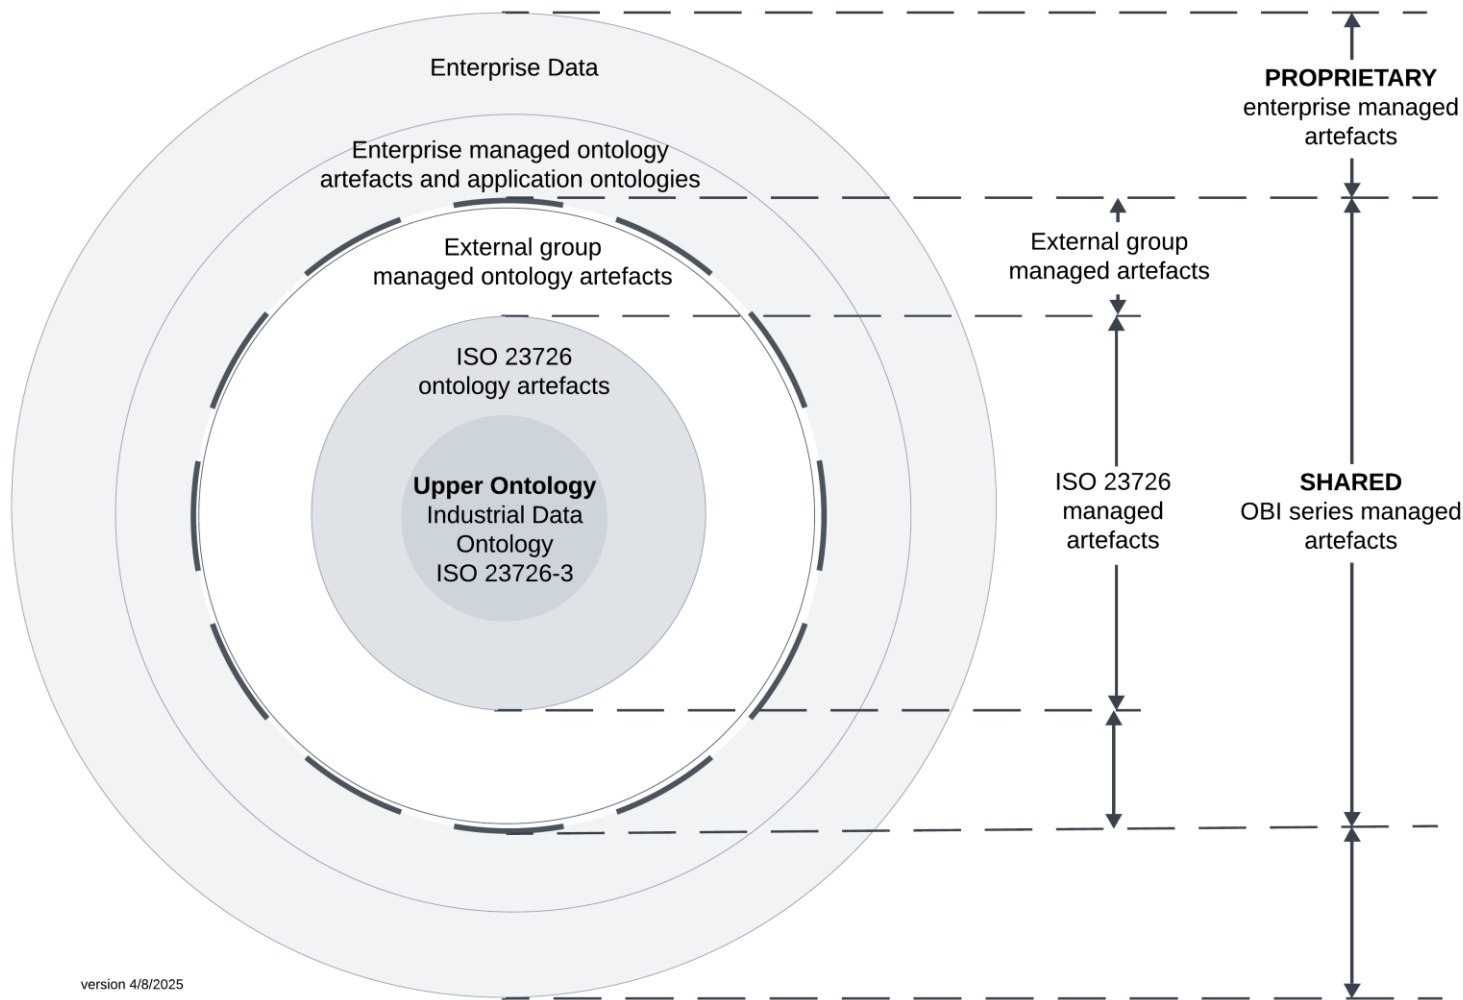 Enterprise Data
Enterprise managed ontology
artefacts and application ontologies
External group
managed ontology artefacts
ISO 23726
ontology artefacts
Upper Ontology
Industrial Data
Ontology
ISO 23726-3
PROPRIETARY
enterprise managed
artefacts
External group
managed artefacts
ISO 23726
managed
artefacts
SHARED
OBI series managed
artefacts
version 4/8/2025